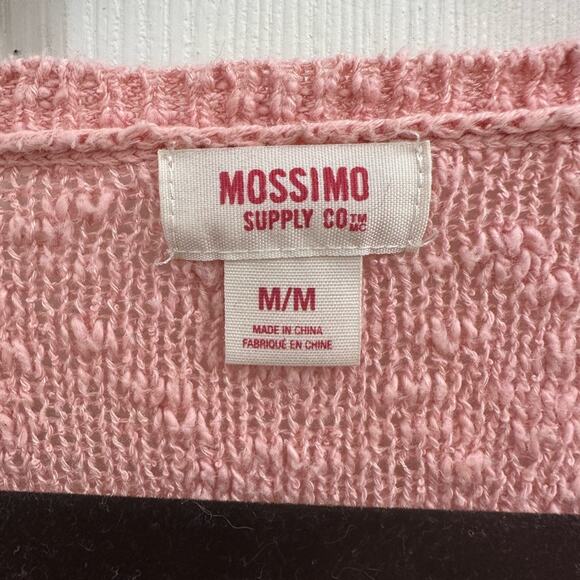 MOSSIMO
SUPPLY CO TM MC
M/M
MADE IN CHINA
FABRIQUÉ EN CHINE